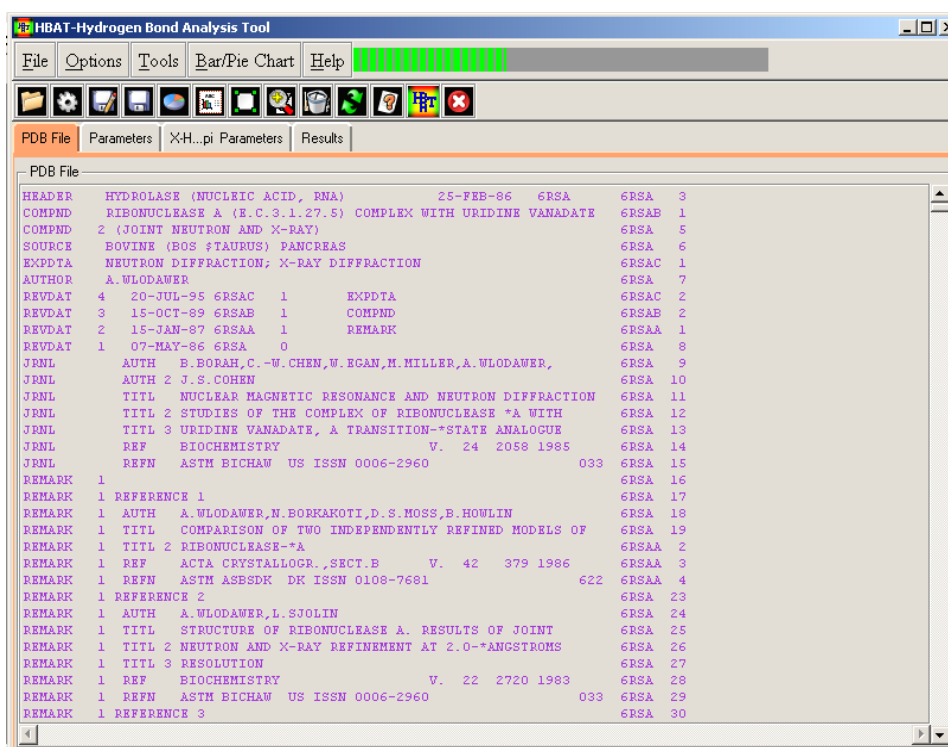 HBAT-Hydrogen Bond Analysis Tool
File Options Tools Bar/Pie Chart Help
HBT
PDB File Parameters X-H...pi Parameters Results
PDB File
HEADER HYDROLASE (NUCLEIC ACID, RNA) 25-FEB-86 6RSA 6RSA 3
COMPND RIBONUCLEASE A (E.C.3.1.27.5) COMPLEX WITH URIDINE VANADATE 6RSAB 1
COMPND 2 (JOINT NEUTRON AND X-RAY) 6RSA 5
SOURCE BOVINE (BOS $TAURUS) PANCREAS 6RSA 6
EXPDTA NEUTRON DIFFRACTION; X-RAY DIFFRACTION 6RSAC 1
AUTHOR A.WLODAWER 6RSA 7
REVDAT 4 20-JUL-95 6RSAC 1 EXPDTA 6RSAC 2
REVDAT 3 15-OCT-89 6RSAB 1 COMPND 6RSAB 2
REVDAT 2 15-JAN-87 6RSAA 1 REMARK 6RSAA 1
REVDAT 1 07-MAY-86 6RSA 0 6RSA 8
JRNL AUTH B.BORAH,C.-W.CHEN,W.EGAN,M.MILLER,A.WLODAWER, 6RSA 9
JRNL AUTH 2 J.S.COHEN 6RSA 10
JRNL TITL NUCLEAR MAGNETIC RESONANCE AND NEUTRON DIFFRACTION 6RSA 11
JRNL TITL 2 STUDIES OF THE COMPLEX OF RIBONUCLEASE *A WITH 6RSA 12
JRNL TITL 3 URIDINE VANADATE, A TRANSITION-*STATE ANALOGUE 6RSA 13
JRNL REF BIOCHEMISTRY V. 24 2058 1985 6RSA 14
JRNL REFN ASTM BICHAW US ISSN 0006-2960 033 6RSA 15
REMARK 1 6RSA 16
REMARK 1 REFERENCE 1 6RSA 17
REMARK 1 AUTH A.WLODAWER,N.BORKAKOTI,D.S.MOSS,B.HOWLIN 6RSA 18
REMARK 1 TITL COMPARISON OF TWO INDEPENDENTLY REFINED MODELS OF 6RSA 19
REMARK 1 TITL 2 RIBONUCLEASE-*A 6RSAA 2
REMARK 1 REF ACTA CRYSTALLOGR.,SECT.B V. 42 379 1986 6RSAA 3
REMARK 1 REFN ASTM ASBSDK DK ISSN 0108-7681 622 6RSAA 4
REMARK 1 REFERENCE 2 6RSA 23
REMARK 1 AUTH A.WLODAWER,L.SJOLIN 6RSA 24
REMARK 1 TITL STRUCTURE OF RIBONUCLEASE A. RESULTS OF JOINT 6RSA 25
REMARK 1 TITL 2 NEUTRON AND X-RAY REFINEMENT AT 2.0-*ANGSTROMS 6RSA 26
REMARK 1 TITL 3 RESOLUTION 6RSA 27
REMARK 1 REF BIOCHEMISTRY V. 22 2720 1983 6RSA 28
REMARK 1 REFN ASTM BICHAW US ISSN 0006-2960 033 6RSA 29
REMARK 1 REFERENCE 3 6RSA 30